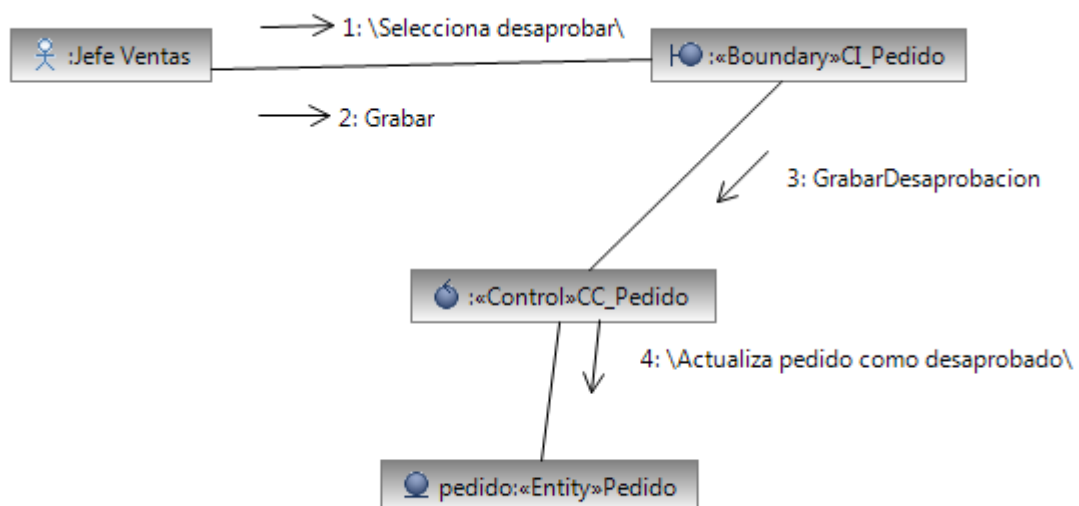 1: \Selecciona desaprobar\
:Jefe Ventas
:«Boundary»CI_Pedido
2: Grabar
3: GrabarDesaprobacion
:«Control»CC_Pedido
4: \Actualiza pedido como desaprobado\
pedido:«Entity»Pedido